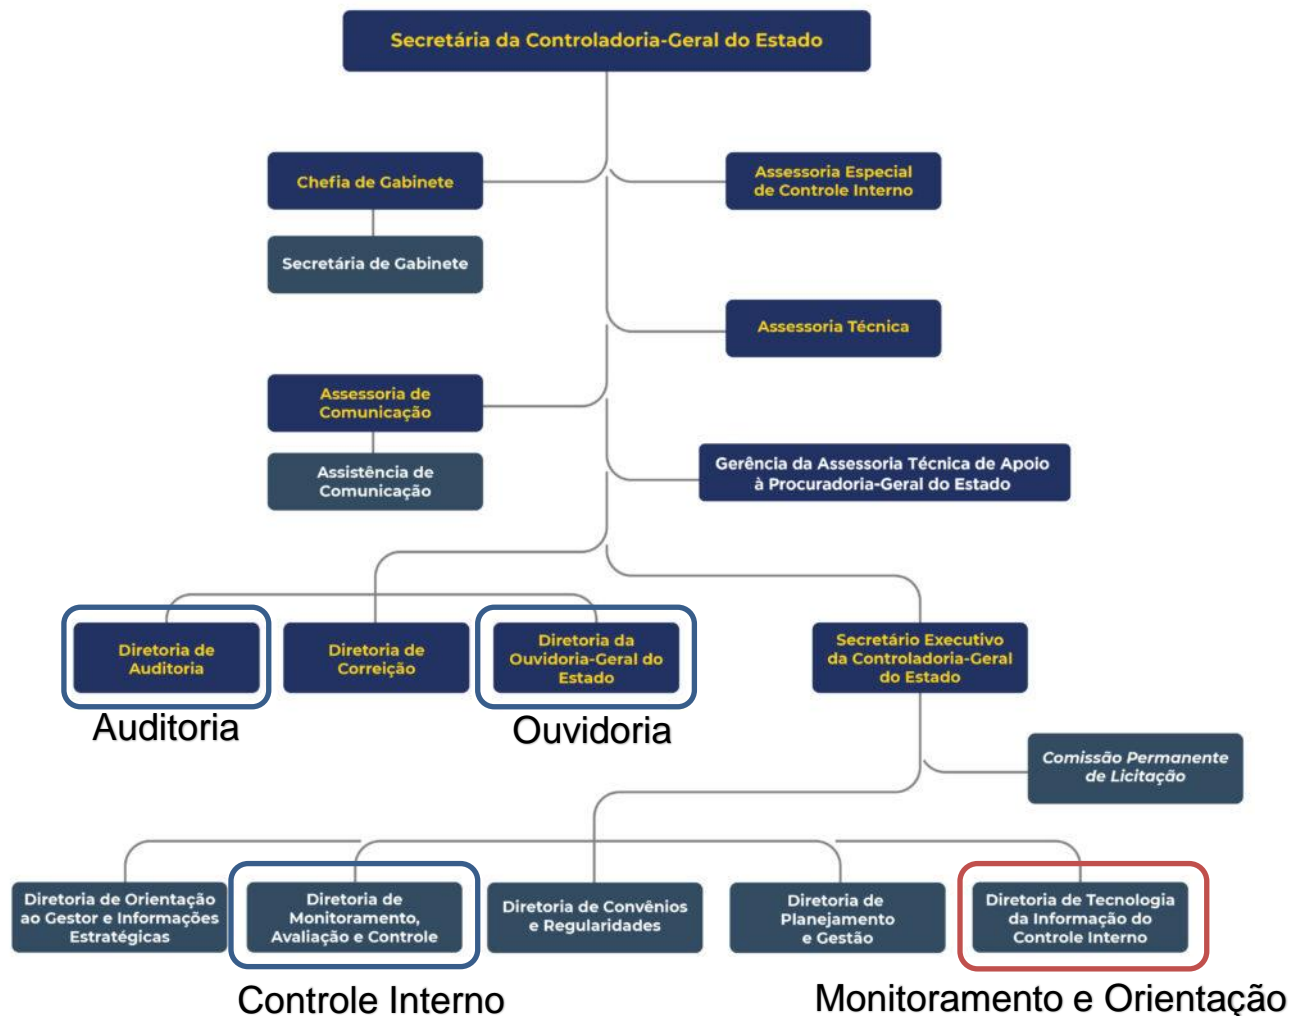 Secretária da Controladoria-Geral do Estado
Chefia de Gabinete
Assessoria Especial
de Controle Interno
Secretária de Gabinete
Assessoria Técnica
Assessoria de
Comunicação
Assistência de
Comunicação
Gerência da Assessoria Técnica de Apoio
à Procuradoria-Geral do Estado
Diretoria de
Auditoria
Diretoria de
Correição
Diretoria da
Ouvidoria-Geral do
Estado
Secretário Executivo
da Controladoria-Geral
do Estado
Auditoria
Ouvidoria
Comissão Permanente
de Licitação
Diretoria de Orientação
ao Gestor e Informações
Estratégicas
Diretoria de
Monitoramento,
Avaliação e Controle
Diretoria de Convênios
e Regularidades
Diretoria de
Planejamento
e Gestão
Diretoria de Tecnologia
da Informação do
Controle Interno
Controle Interno
Monitoramento e Orientação